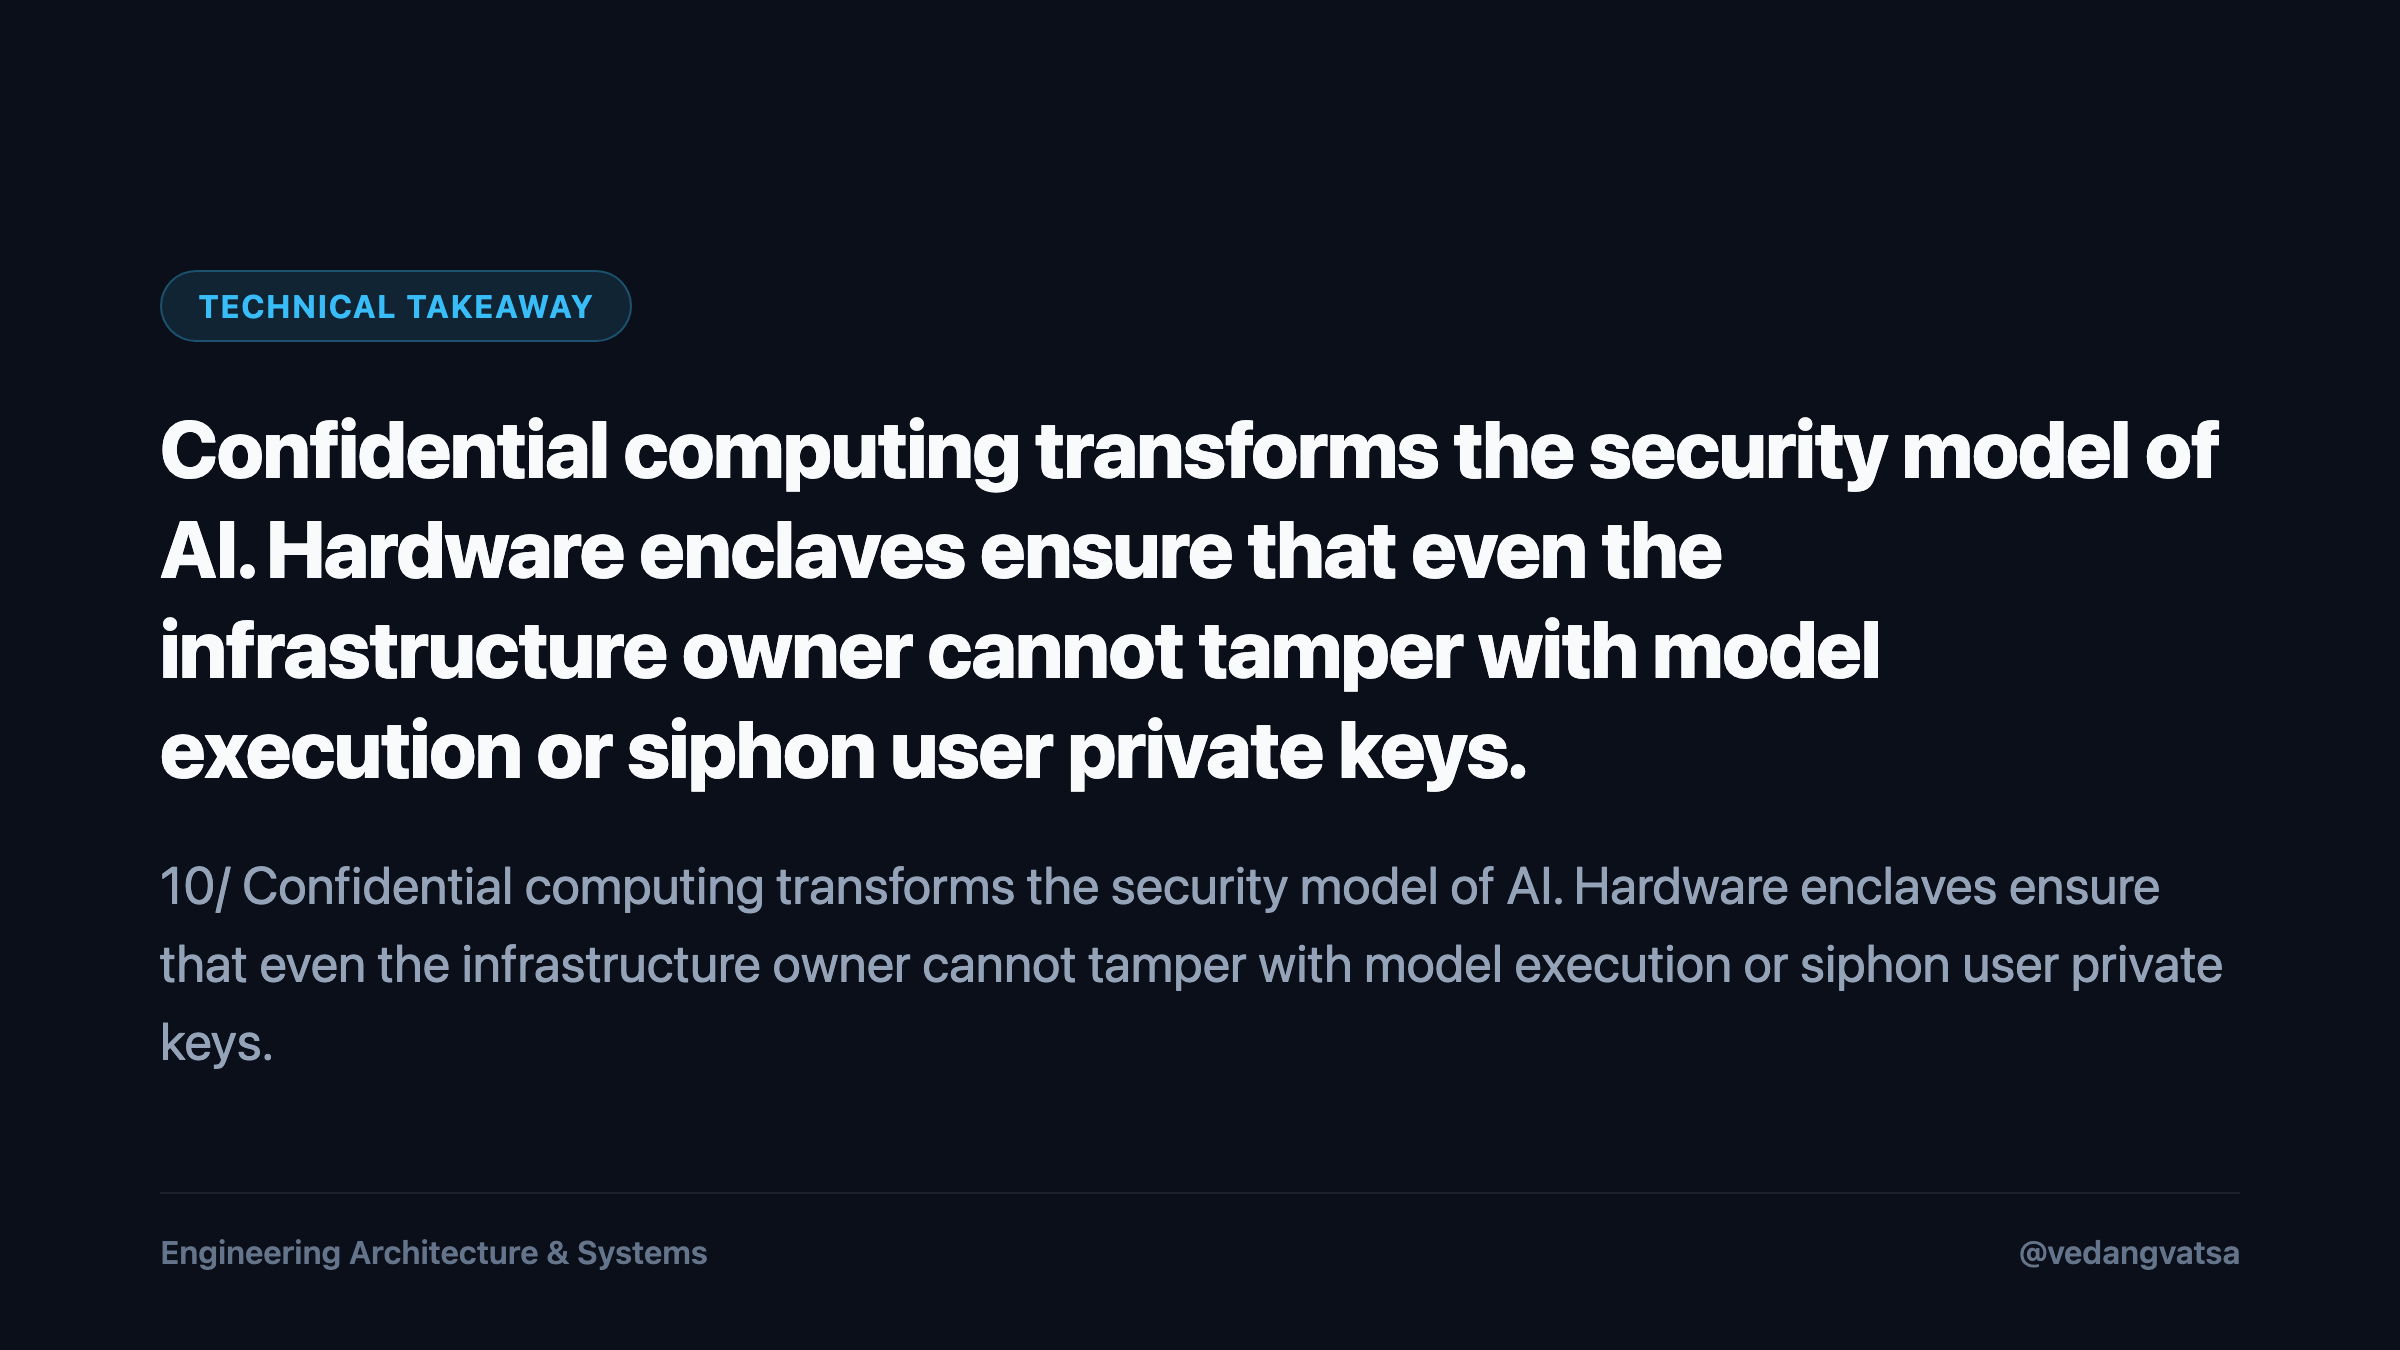 TECHNICAL TAKEAWAY
Confidential computing transforms the security model of
AI. Hardware enclaves ensure that even the
infrastructure owner cannot tamper with model
execution or siphon user private keys.
10/ Confidential computing transforms the security model of AI. Hardware enclaves ensure
that even the infrastructure owner cannot tamper with model execution or siphon user private
keys.
Engineering Architecture & Systems
@vedangvatsa